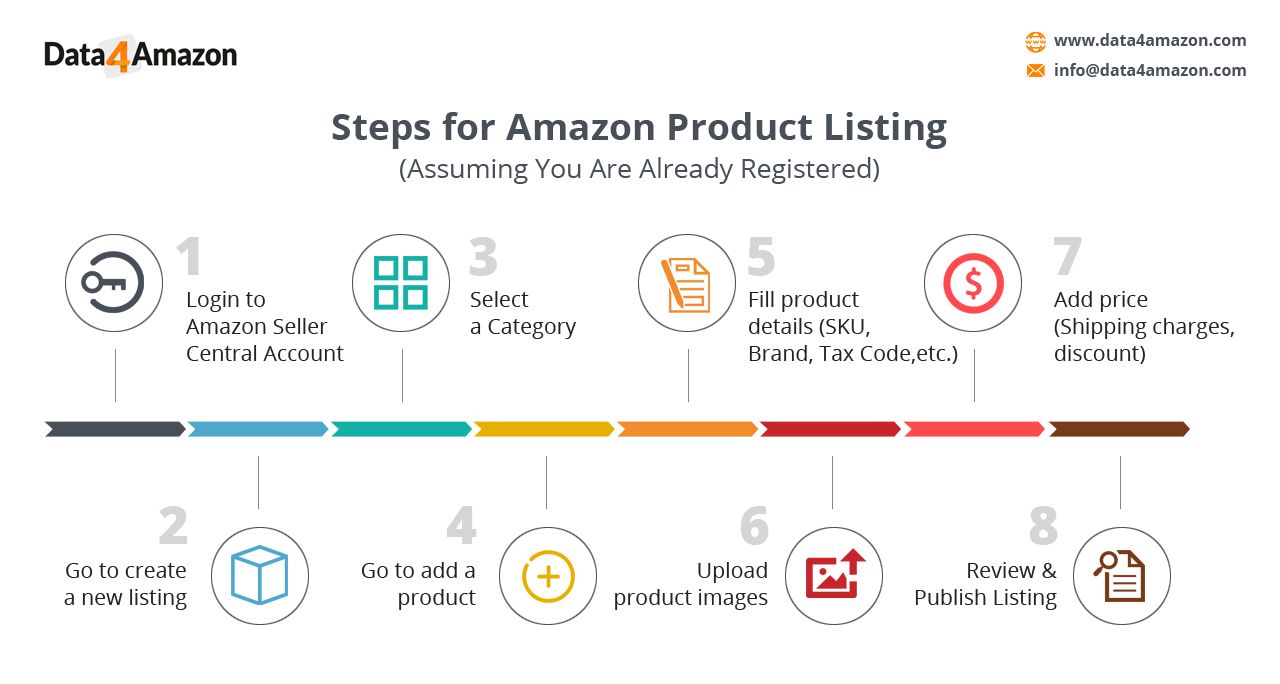 Data4Amazon
www.data4amazon.com
info@data4amazon.com
Steps for Amazon Product Listing
(Assuming You Are Already Registered)
1
Login to
Amazon Seller
Central Account
2
Go to create
a new listing
3
Select
a Category
4
Go to add a
product
5
Fill product
details (SKU,
Brand, Tax Code,etc.)
6
Upload
product images
$
7
Add price
(Shipping charges,
discount)
8
Review &
Publish Listing